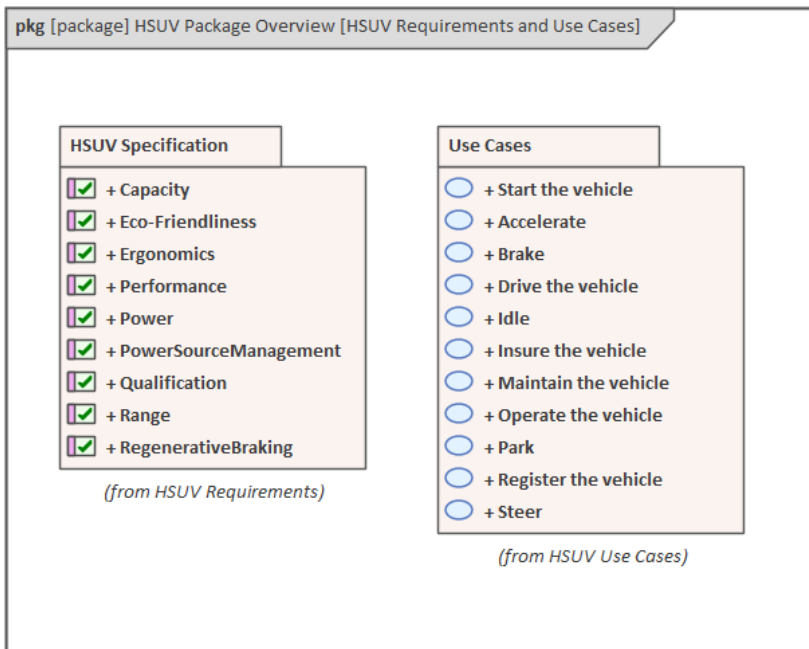 pkg [package] HSUV Package Overview [HSUV Requirements and Use Cases]
HSUV Specification
+ Capacity
+ Eco-Friendliness
+ Ergonomics
+ Performance
+ Power
+ PowerSourceManagement
+ Qualification
+ Range
+ RegenerativeBraking
(from HSUV Requirements)
Use Cases
+ Start the vehicle
+ Accelerate
+ Brake
+ Drive the vehicle
+ Idle
+ Insure the vehicle
+ Maintain the vehicle
+ Operate the vehicle
+ Park
+ Register the vehicle
+ Steer
(from HSUV Use Cases)